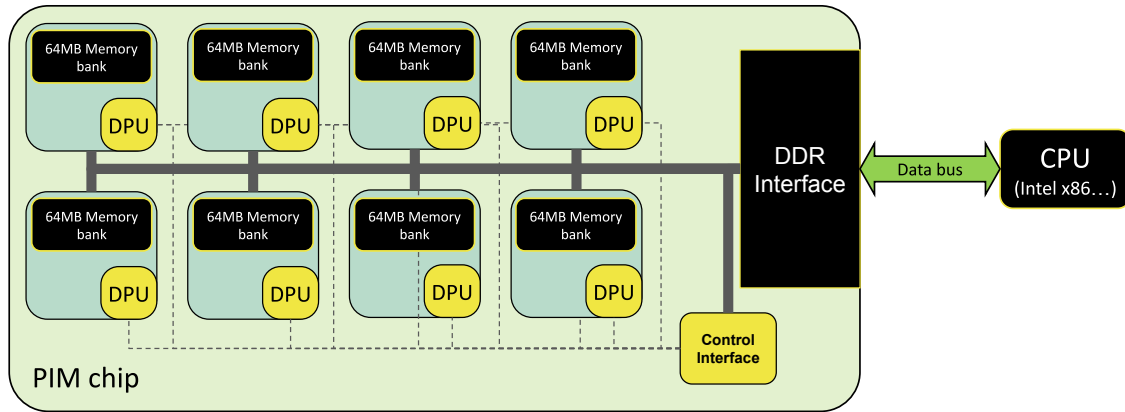 64MB Memory
bank
DPU
64MB Memory
bank
DPU
64MB Memory
bank
DPU
64MB Memory
bank
DPU
DDR
Interface
Data bus
CPU
(Intel x86...)
64MB Memory
bank
DPU
64MB Memory
bank
DPU
64MB Memory
bank
DPU
64MB Memory
bank
DPU
Control
Interface
PIM chip